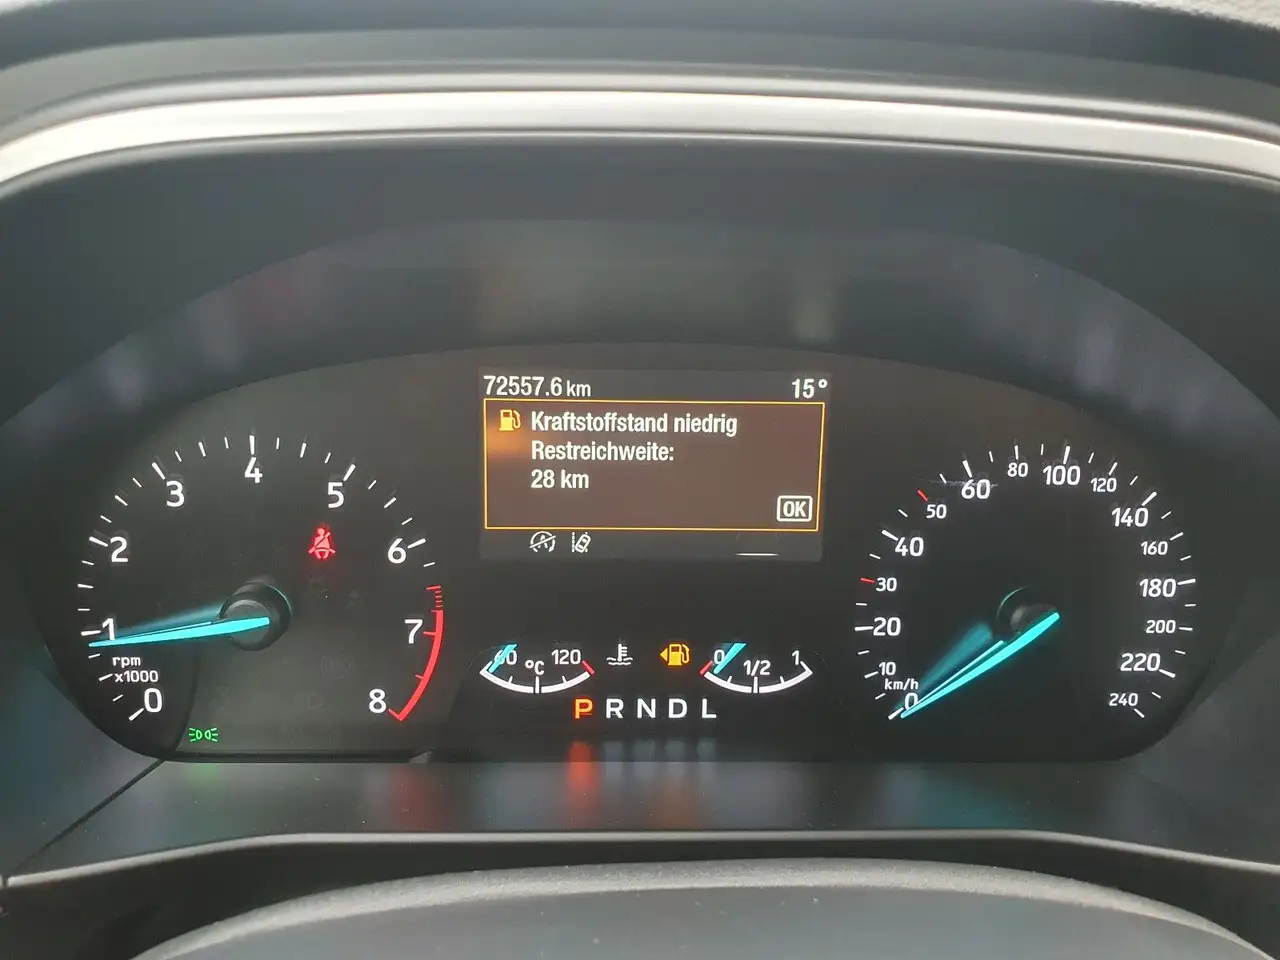 72557.6 km 15°
Kraftstoffstand niedrig
Restreichweite:
28 km
OK
0 1 2 3 4 5 6 7 8
rpm
x1000
60 °C 120
0 1/2 1
P R N D L
0 10 20 30 40 50 60 80 100 120 140 160 180 200 220 240
km/h